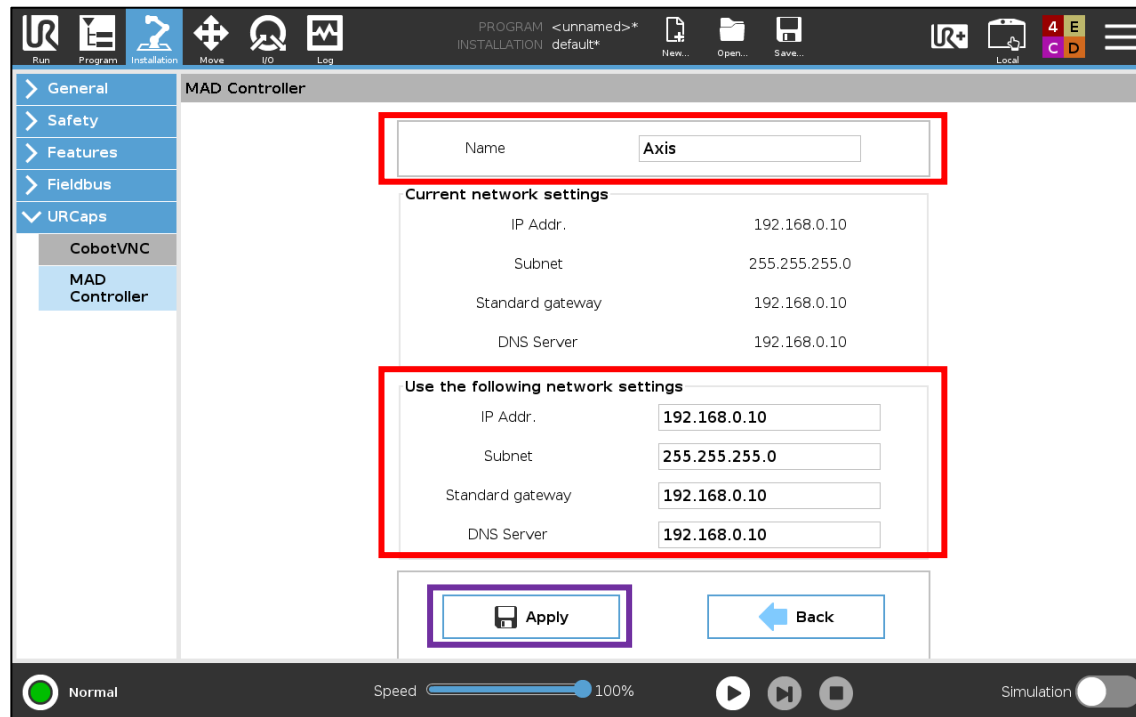 PROGRAM <unnamed>*
INSTALLATION default*
UR
Run
Program
Installation
Move
I/O
Log
New...
Open...
Save...
UR+
Local
4 E
C D
General
Safety
Features
Fieldbus
URCaps
CobotVNC
MAD
Controller
MAD Controller
Name Axis
Current network settings
IP Addr. 192.168.0.10
Subnet 255.255.255.0
Standard gateway 192.168.0.10
DNS Server 192.168.0.10
Use the following network settings
IP Addr. 192.168.0.10
Subnet 255.255.255.0
Standard gateway 192.168.0.10
DNS Server 192.168.0.10
Apply Back
Normal
Speed 100%
Simulation